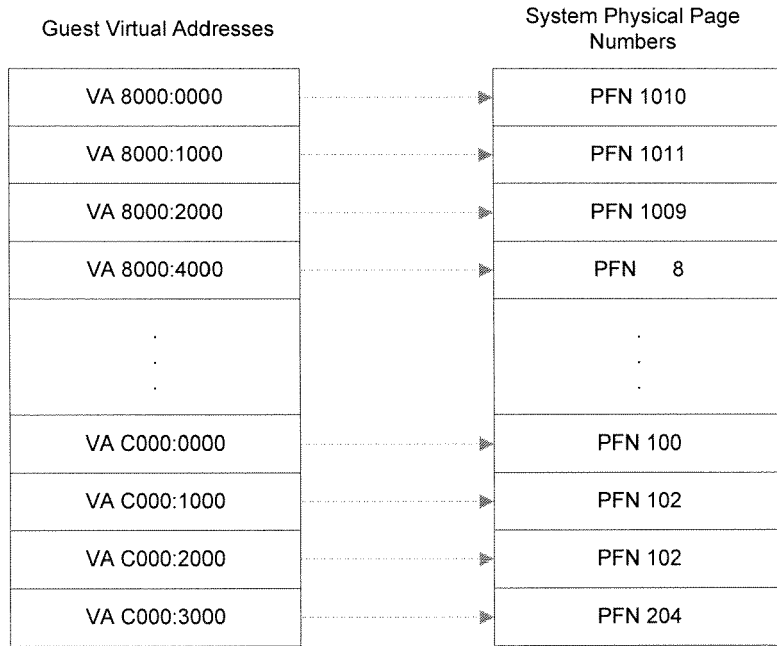 Guest Virtual Addresses
System Physical Page
Numbers
VA 8000:0000
PFN 1010
VA 8000:1000
PFN 1011
VA 8000:2000
PFN 1009
VA 8000:4000
PFN 8
.
.
.
.
.
.
VA C000:0000
PFN 100
VA C000:1000
PFN 102
VA C000:2000
PFN 102
VA C000:3000
PFN 204